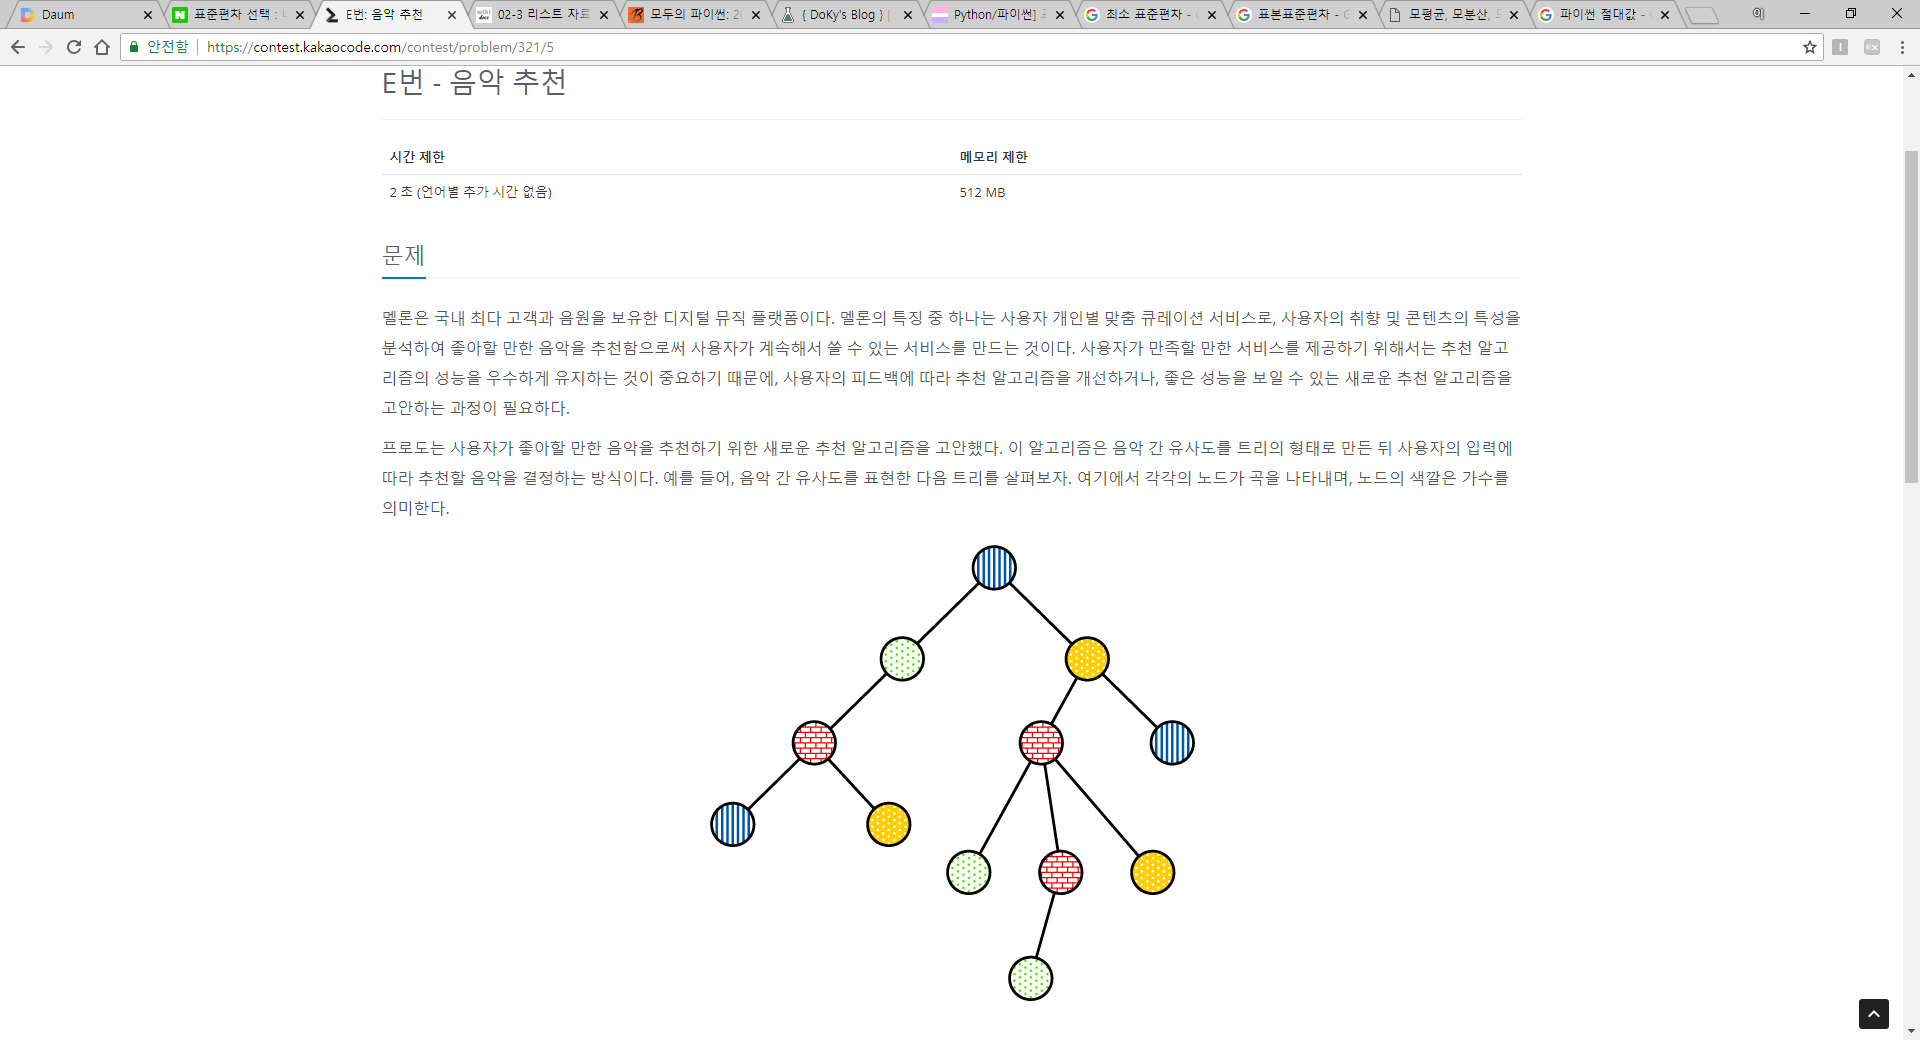 Daum
표준편차 선택 :
E번: 음악 추천
02-3 리스트 자료
모두의 파이썬: 20
{ DoKy's Blog } |
Python/파이썬]
최소 표준편차 -
표본표준편차 -
모평균, 모분산,
파이썬 절대값 -
안전함 | https://contest.kakaocode.com/contest/problem/321/5
E번 - 음악 추천
시간 제한 메모리 제한
2 초 (언어별 추가 시간 없음) 512 MB
문제
멜론은 국내 최다 고객과 음원을 보유한 디지털 뮤직 플랫폼이다. 멜론의 특징 중 하나는 사용자 개인별 맞춤 큐레이션 서비스로, 사용자의 취향 및 콘텐츠의 특성을
분석하여 좋아할 만한 음악을 추천함으로써 사용자가 계속해서 쓸 수 있는 서비스를 만드는 것이다. 사용자가 만족할 만한 서비스를 제공하기 위해서는 추천 알고
리즘의 성능을 우수하게 유지하는 것이 중요하기 때문에, 사용자의 피드백에 따라 추천 알고리즘을 개선하거나, 좋은 성능을 보일 수 있는 새로운 추천 알고리즘을
고안하는 과정이 필요하다.
프로도는 사용자가 좋아할 만한 음악을 추천하기 위한 새로운 추천 알고리즘을 고안했다. 이 알고리즘은 음악 간 유사도를 트리의 형태로 만든 뒤 사용자의 입력에
따라 추천할 음악을 결정하는 방식이다. 예를 들어, 음악 간 유사도를 표현한 다음 트리를 살펴보자. 여기에서 각각의 노드가 곡을 나타내며, 노드의 색깔은 가수를
의미한다.